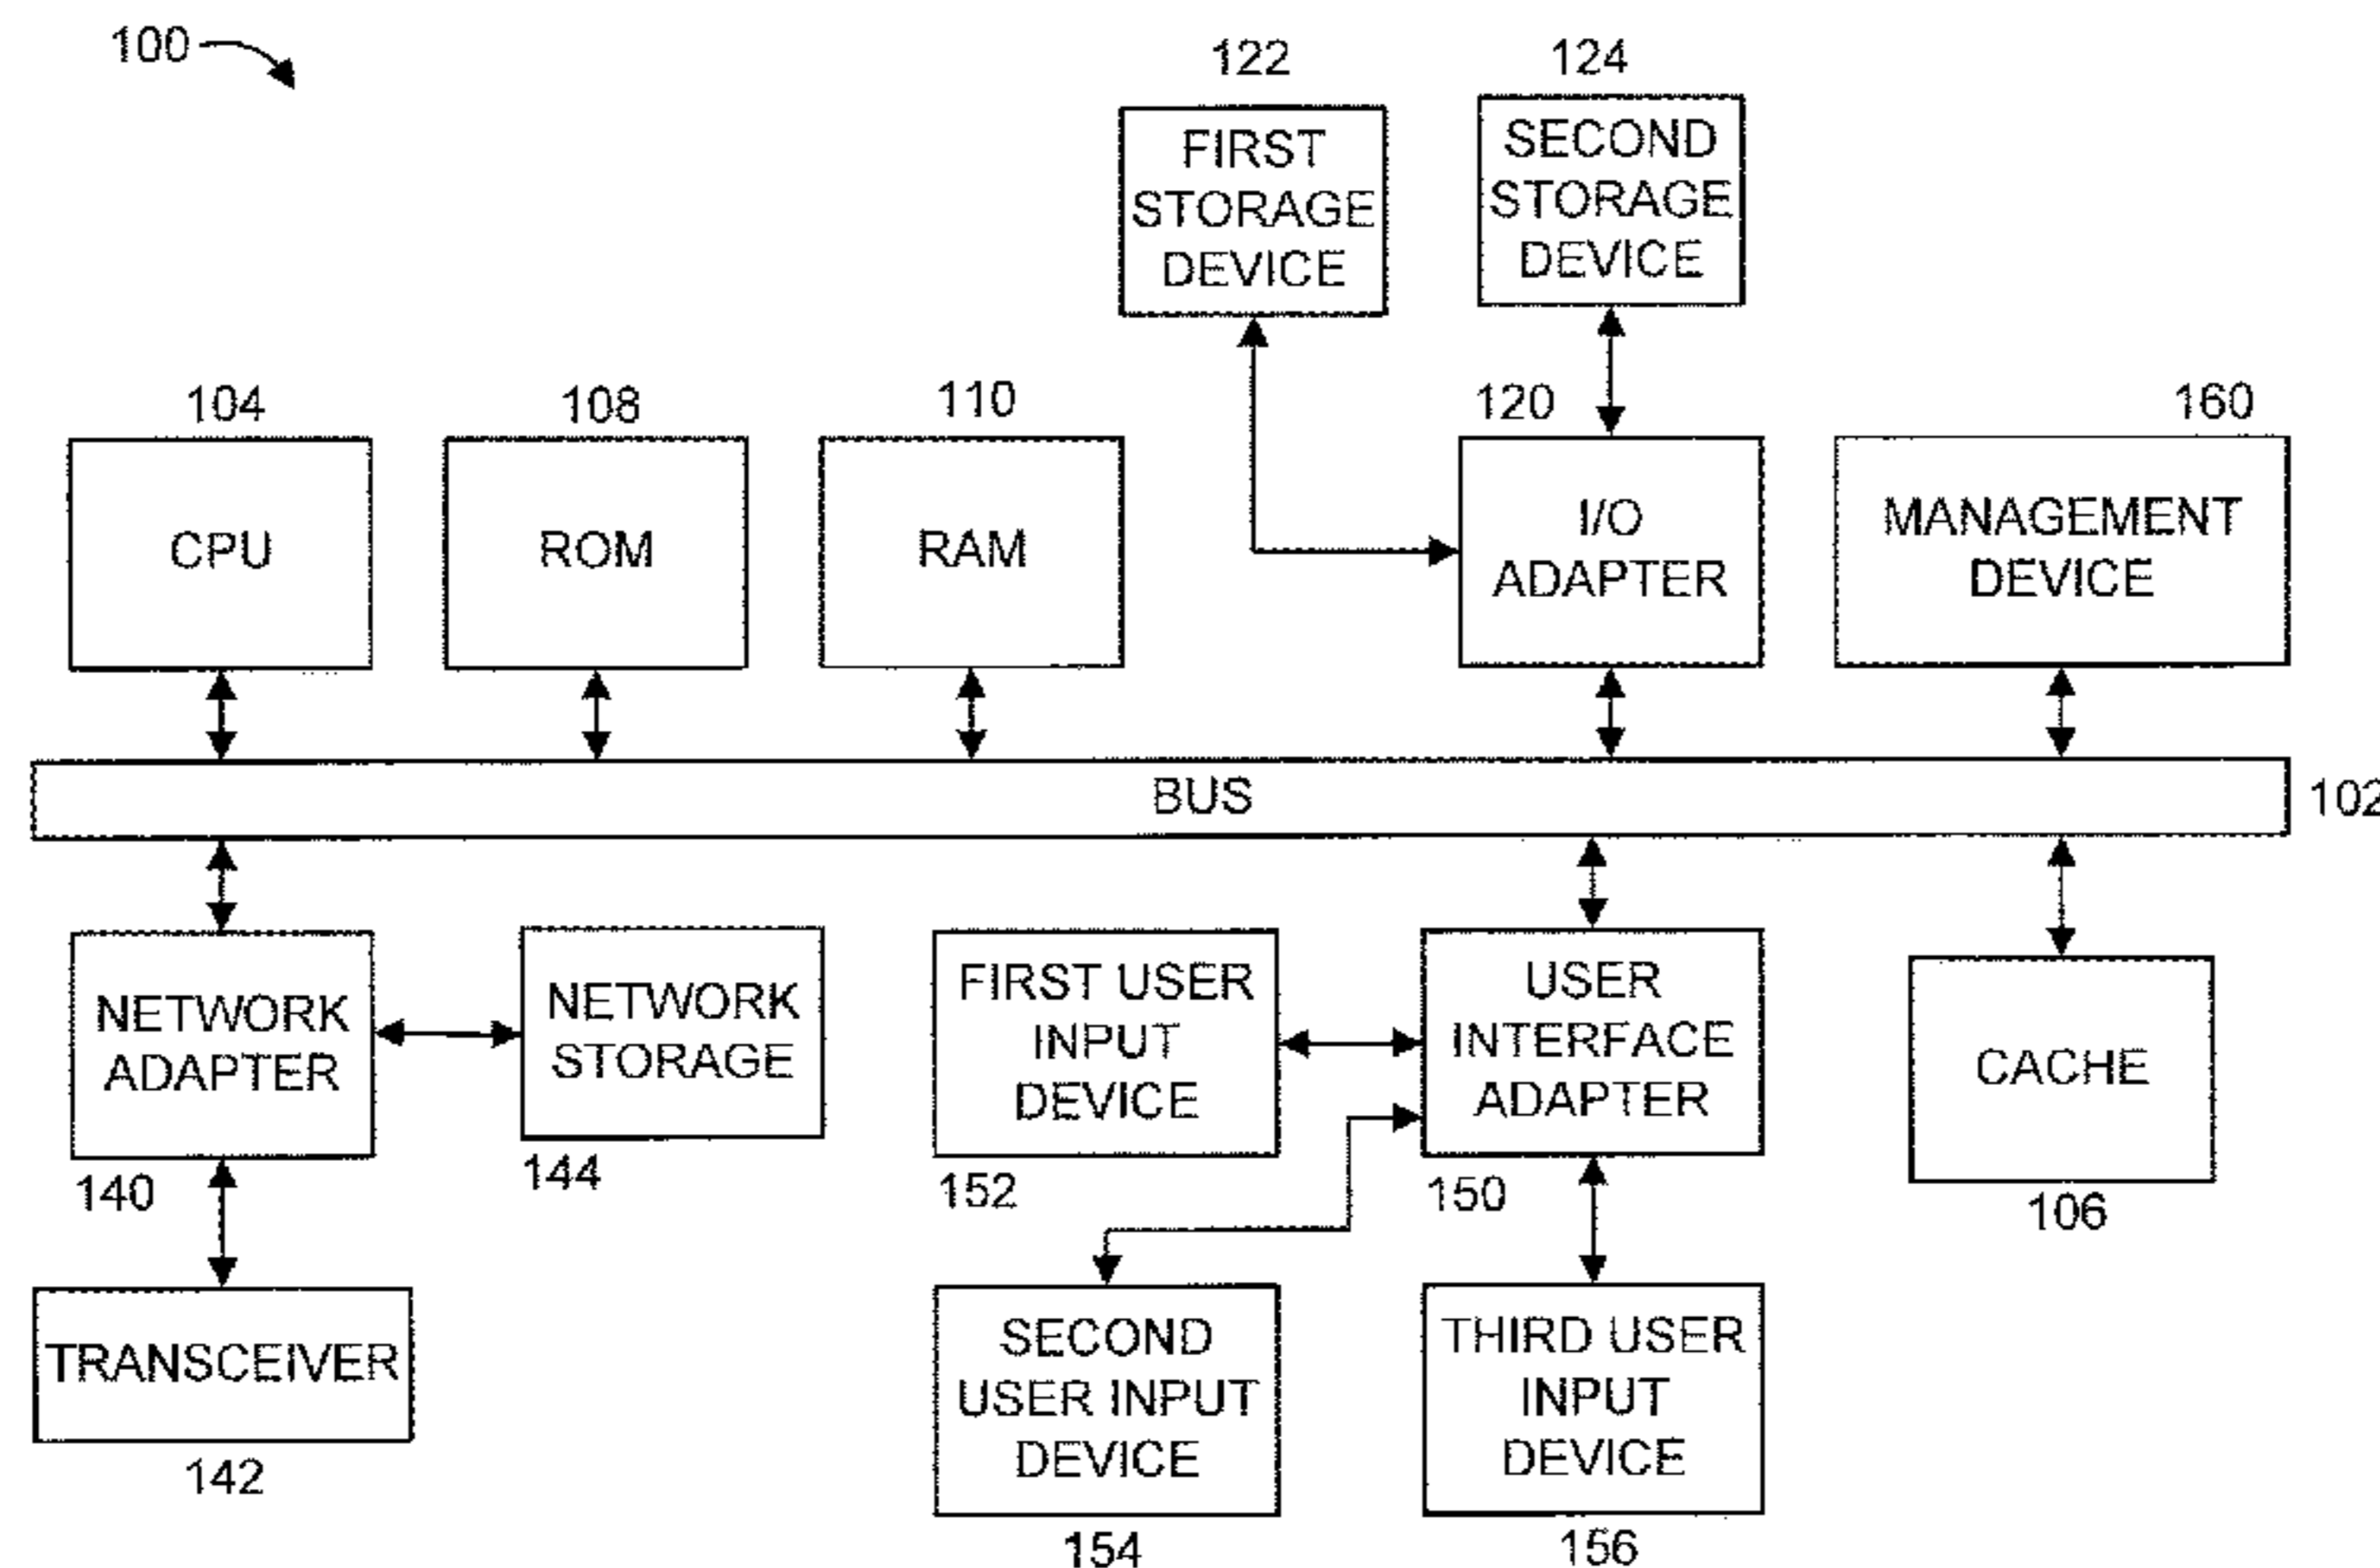 100
122
124
FIRST
STORAGE
DEVICE
SECOND
STORAGE
DEVICE
104
108
110
120
160
CPU
ROM
RAM
I/O
ADAPTER
MANAGEMENT
DEVICE
BUS
102
NETWORK
ADAPTER
NETWORK
STORAGE
FIRST USER
INPUT
DEVICE
USER
INTERFACE
ADAPTER
CACHE
140
144
152
150
106
TRANSCEIVER
SECOND
USER INPUT
DEVICE
THIRD USER
INPUT
DEVICE
142
154
156